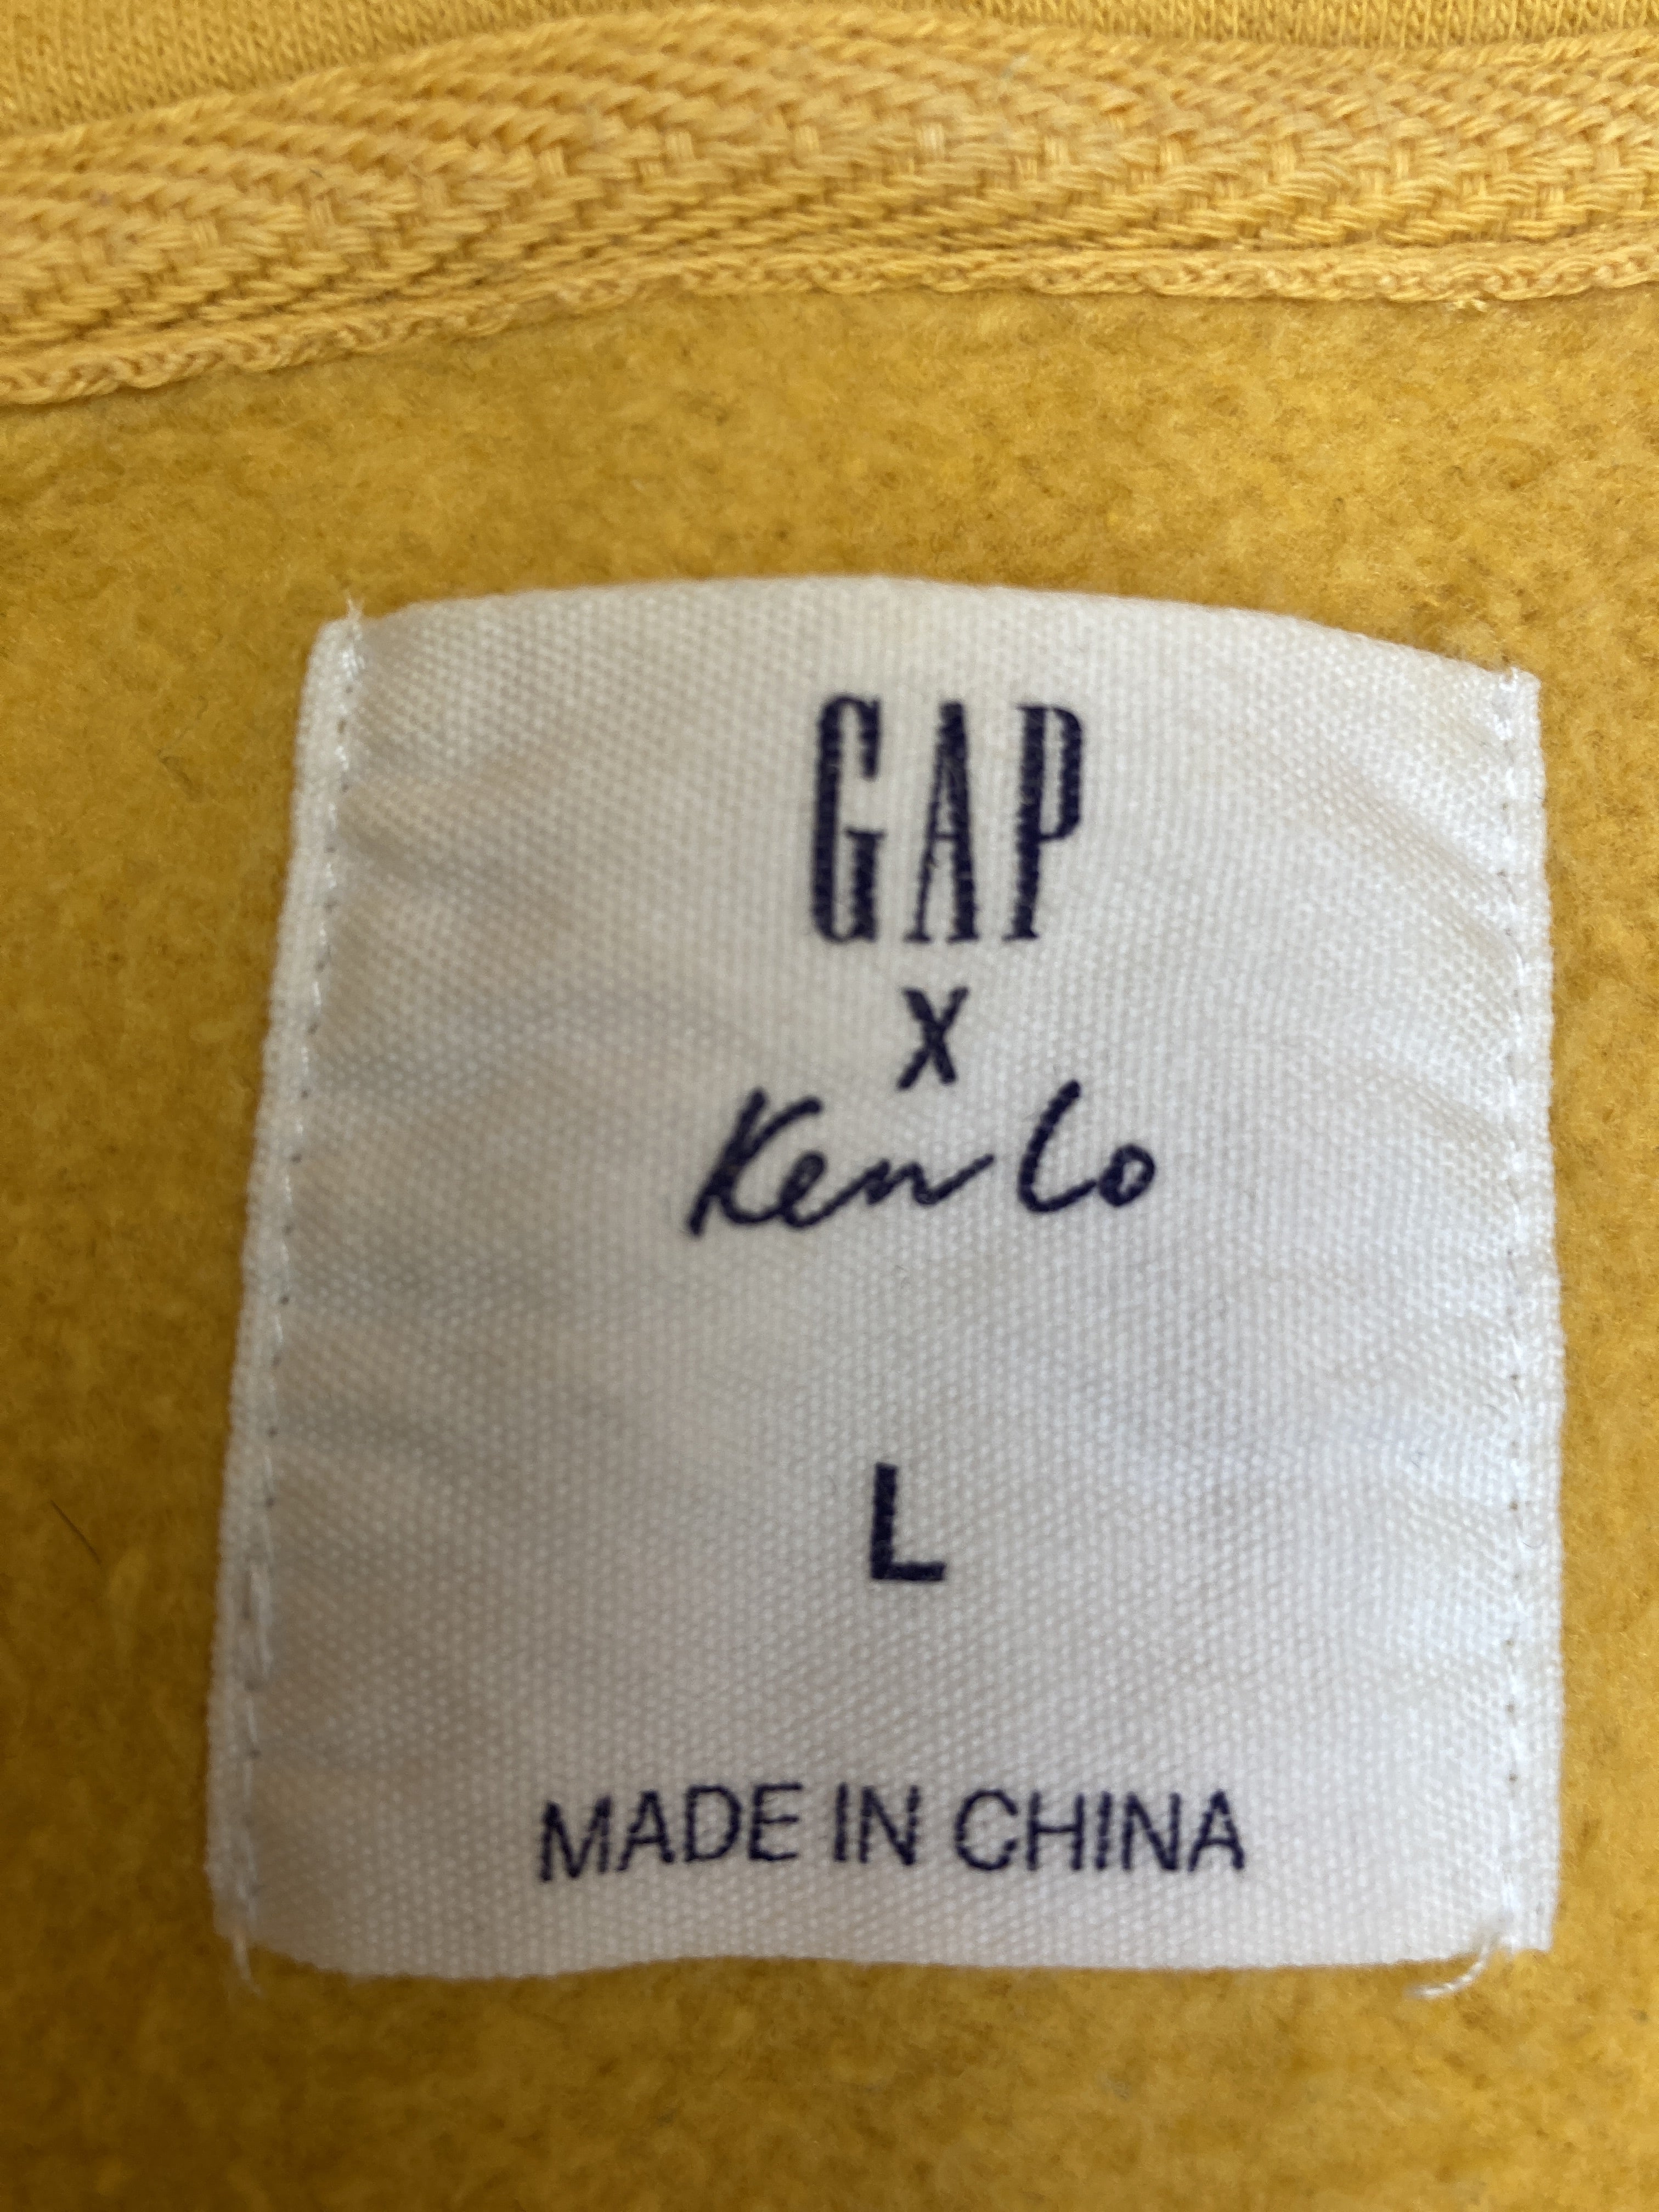 GAP
X
Ken Lo
L
MADE IN CHINA